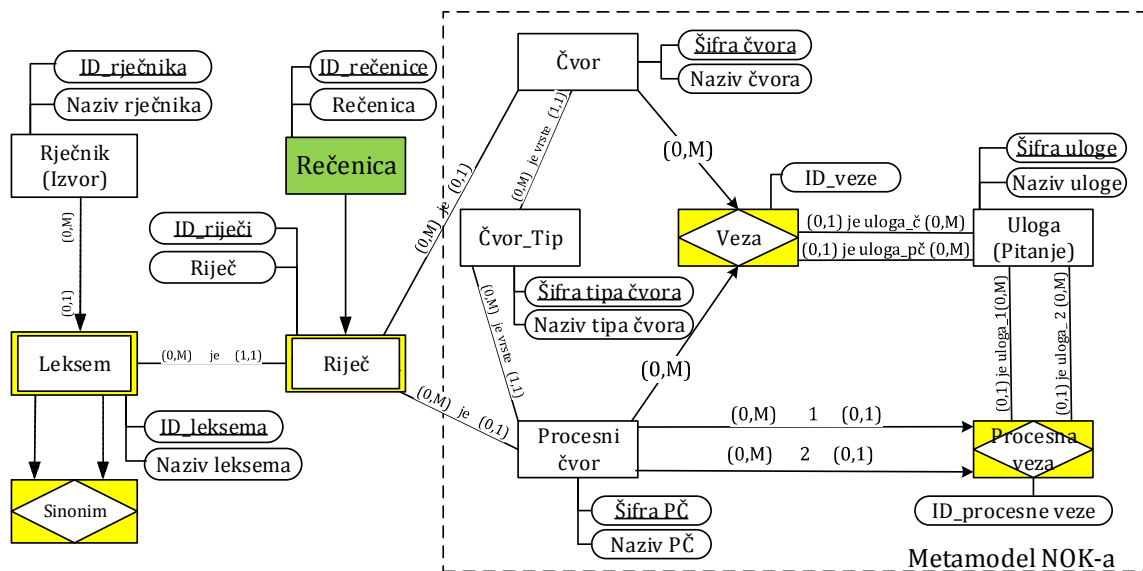 ID_rječnika
Naziv rječnika
Rječnik
(Izvor)
(0,M)
(0,1)
ID_rečenice
Rečenica
Rečenica
ID_riječi
Riječ
Leksem
(0,M) je (1,1)
Riječ
ID_leksema
Naziv leksema
Sinonim
Čvor
Šifra čvora
Naziv čvora
(0,M) je (0,1)
(0,M) je vrste (1,1)
(0,M)
Čvor_Tip
Šifra tipa čvora
Naziv tipa čvora
ID_veze
Veza
(0,1) je uloga_č (0,M)
(0,1) je uloga_pč (0,M)
Šifra uloge
Naziv uloge
Uloga
(Pitanje)
(0,M) je vrste (1,1)
(0,M)
(0,1) je uloga_1(0,M)
(0,1) je uloga_ 2 (0,M)
(0,M) je (0,1)
Procesni
čvor
(0,M) 1 (0,1)
(0,M) 2 (0,1)
Procesna
veza
Šifra PČ
Naziv PČ
ID_procesne veze
Metamodel NOK-a